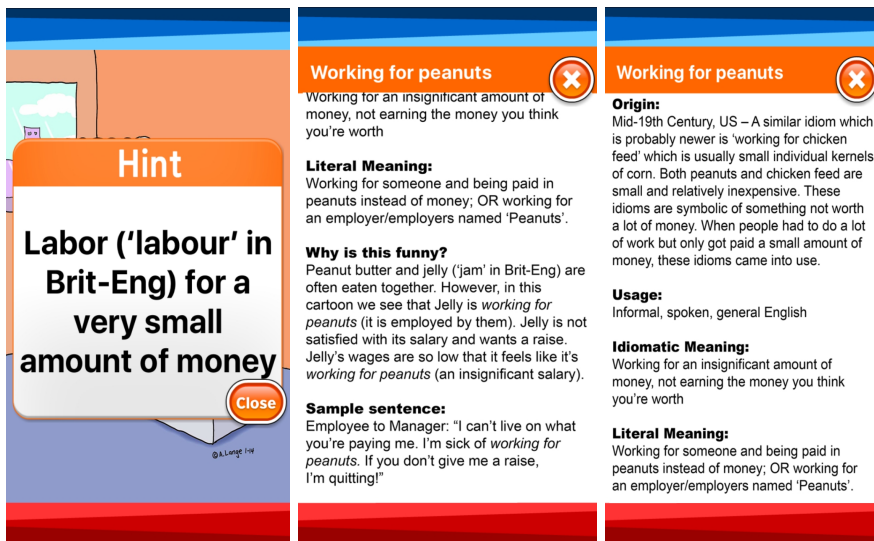 Hint
Labor (‘labour’ in
Brit-Eng) for a
very small
amount of money
Close
©A.Lange 1-14
Working for peanuts
Working for an insignificant amount of
money, not earning the money you think
you’re worth
Literal Meaning:
Working for someone and being paid in
peanuts instead of money; OR working for
an employer/employers named ‘Peanuts’.
Why is this funny?
Peanut butter and jelly (‘jam’ in Brit-Eng) are
often eaten together. However, in this
cartoon we see that Jelly is working for
peanuts (it is employed by them). Jelly is not
satisfied with its salary and wants a raise.
Jelly’s wages are so low that it feels like it’s
working for peanuts (an insignificant salary).
Sample sentence:
Employee to Manager: “I can’t live on what
you’re paying me. I’m sick of working for
peanuts. If you don’t give me a raise,
I’m quitting!”
Working for peanuts
Origin:
Mid-19th Century, US – A similar idiom which
is probably newer is ‘working for chicken
feed’ which is usually small individual kernels
of corn. Both peanuts and chicken feed are
small and relatively inexpensive. These
idioms are symbolic of something not worth
a lot of money. When people had to do a lot
of work but only got paid a small amount of
money, these idioms came into use.
Usage:
Informal, spoken, general English
Idiomatic Meaning:
Working for an insignificant amount of
money, not earning the money you think
you’re worth
Literal Meaning:
Working for someone and being paid in
peanuts instead of money; OR working for
an employer/employers named ‘Peanuts’.